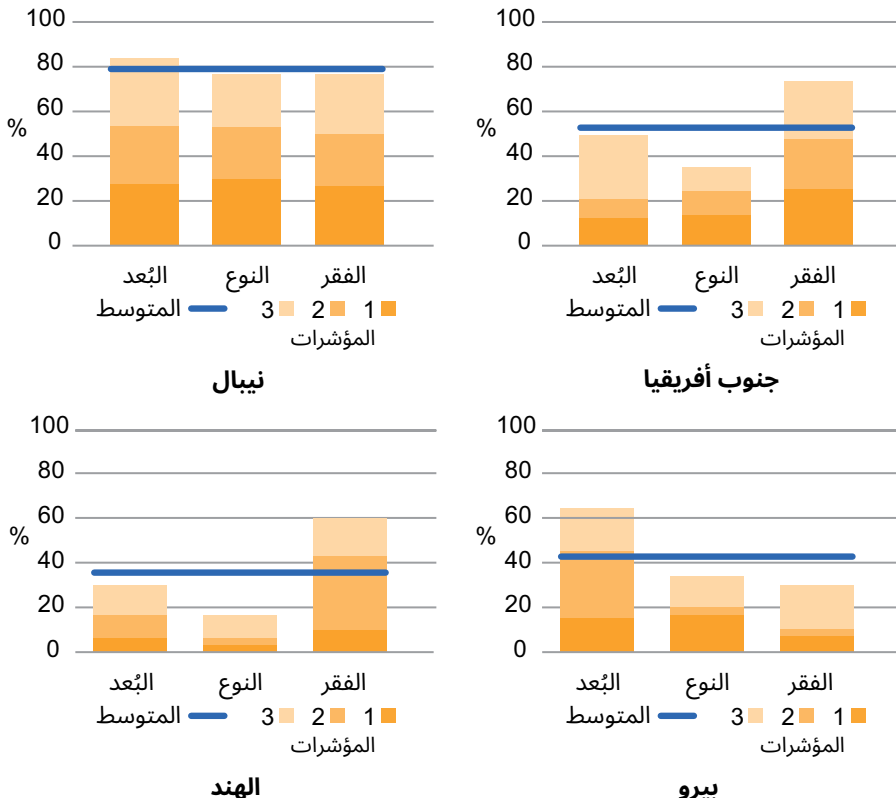 100
80
60
%
40
20
0
البُعد النوع الفقر
1 2 3 المتوسط
المؤشرات
نيبال
100
80
60
%
40
20
0
البُعد النوع الفقر
1 2 3 المتوسط
المؤشرات
جنوب أفريقيا
100
80
60
%
40
20
0
البُعد النوع الفقر
1 2 3 المتوسط
المؤشرات
الهند
100
80
60
%
40
20
0
البُعد النوع الفقر
1 2 3 المتوسط
المؤشرات
بيرو